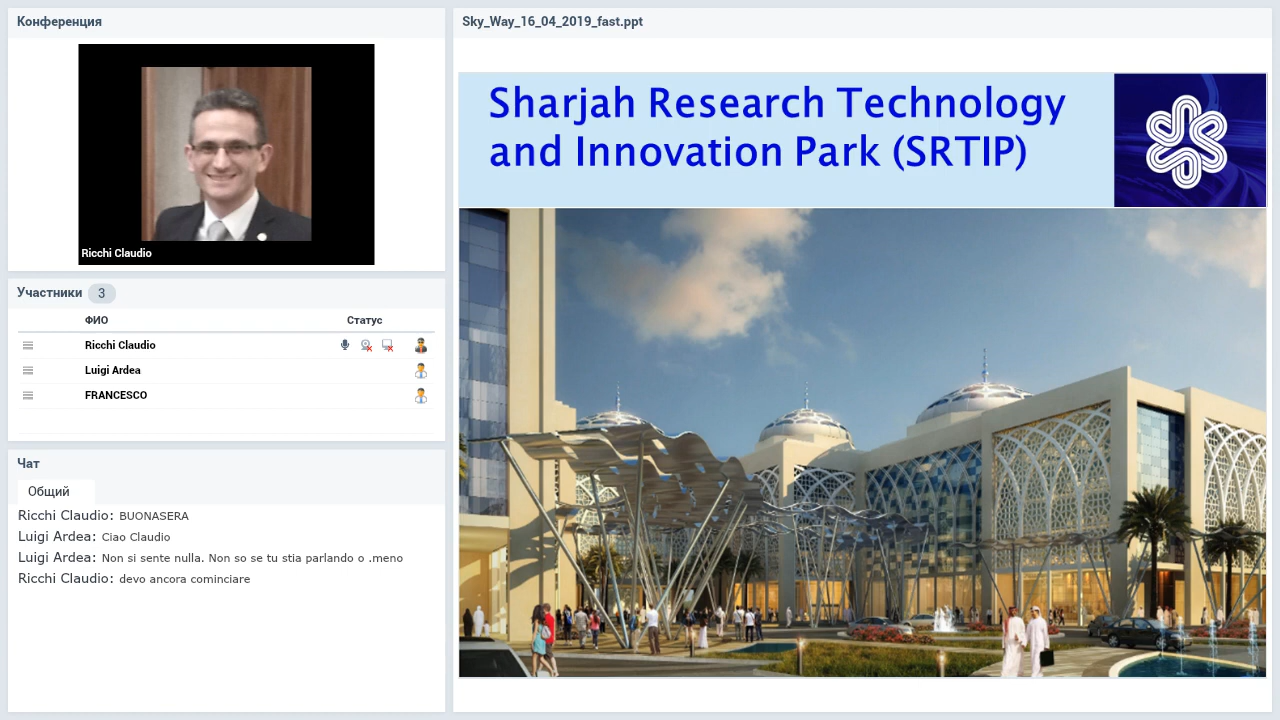 Конференция
Ricchi Claudio
Участники 3
ФИО Статус
Ricchi Claudio
Luigi Ardea
FRANCESCO
Чат
Общий
Ricchi Claudio: BUONASERA
Luigi Ardea: Ciao Claudio
Luigi Ardea: Non si sente nulla. Non so se tu stia parlando o .meno
Ricchi Claudio: devo ancora cominciare
Sky_Way_16_04_2019_fast.ppt
Sharjah Research Technology
and Innovation Park (SRTIP)